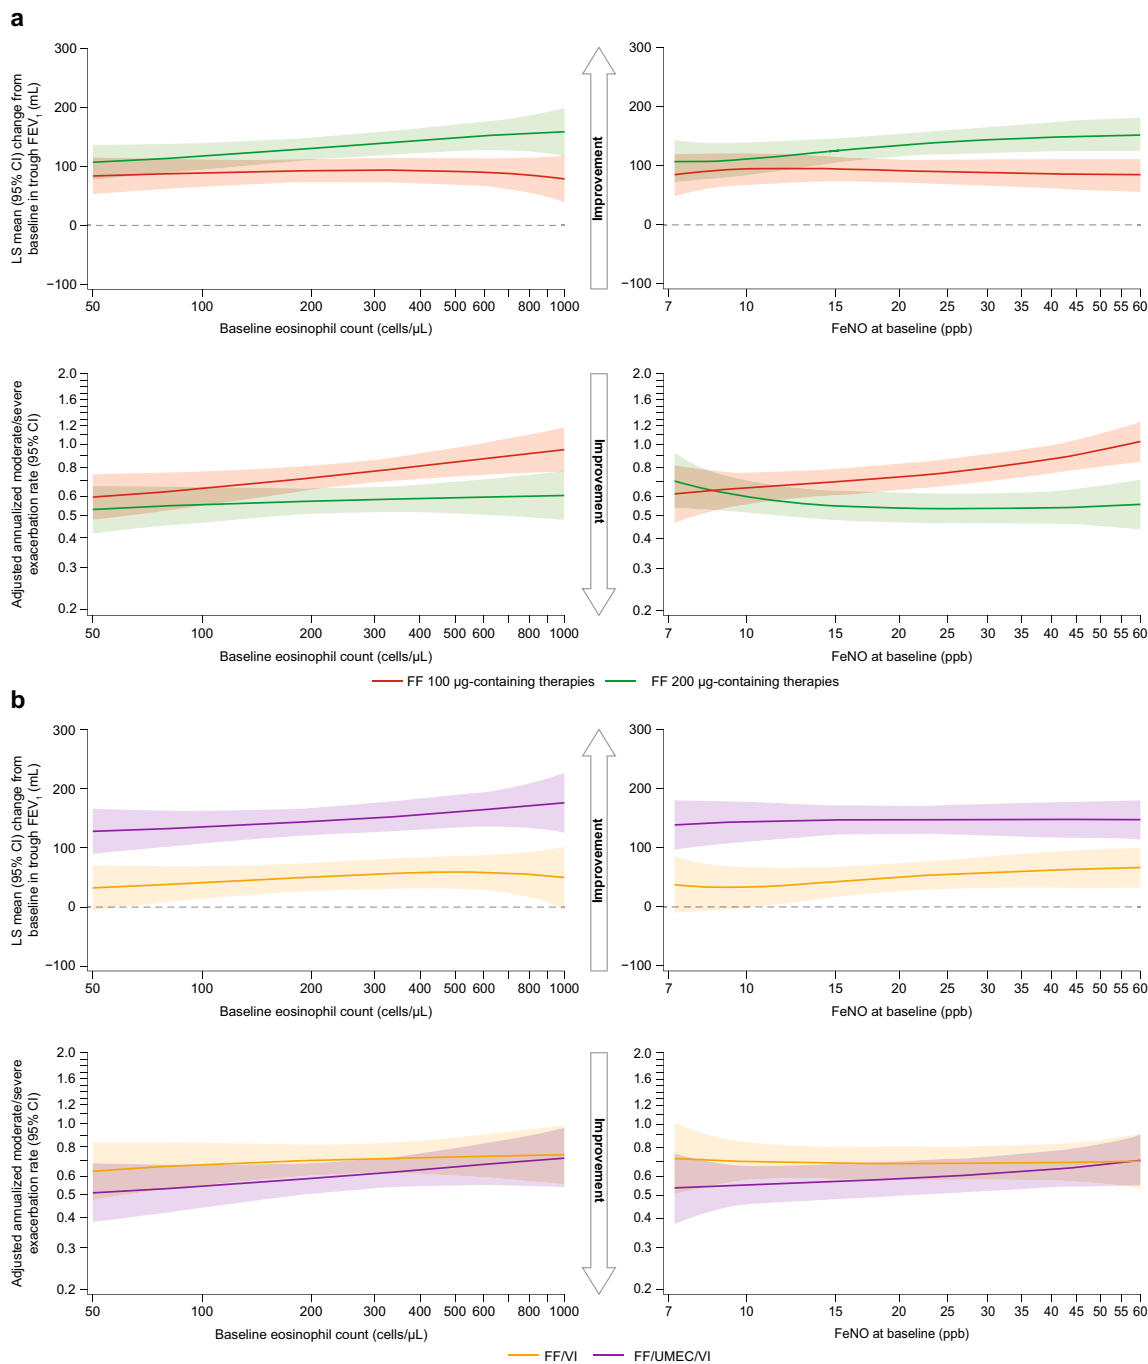 a
LS mean (95% CI) change from
baseline in trough FEV1 (mL)
300
200
100
0
−100
50 100 200 300 400 500 600 800 1000
Baseline eosinophil count (cells/μL)
Improvement
300
200
100
0
−100
7 10 15 20 25 30 35 40 45 50 55 60
FeNO at baseline (ppb)
Adjusted annualized moderate/severe
exacerbation rate (95% CI)
2.0
1.6
1.2
1.0
0.8
0.6
0.5
0.4
0.3
0.2
50 100 200 300 400 500 600 800 1000
Baseline eosinophil count (cells/μL)
Improvement
2.0
1.6
1.2
1.0
0.8
0.6
0.5
0.4
0.3
0.2
7 10 15 20 25 30 35 40 45 50 55 60
FeNO at baseline (ppb)
FF 100 μg-containing therapies FF 200 μg-containing therapies
b
LS mean (95% CI) change from
baseline in trough FEV1 (mL)
300
200
100
0
−100
50 100 200 300 400 500 600 800 1000
Baseline eosinophil count (cells/μL)
Improvement
300
200
100
0
−100
7 10 15 20 25 30 35 40 45 50 55 60
FeNO at baseline (ppb)
Adjusted annualized moderate/severe
exacerbation rate (95% CI)
2.0
1.6
1.2
1.0
0.8
0.6
0.5
0.4
0.3
0.2
50 100 200 300 400 500 600 800 1000
Baseline eosinophil count (cells/μL)
Improvement
2.0
1.6
1.2
1.0
0.8
0.6
0.5
0.4
0.3
0.2
7 10 15 20 25 30 35 40 45 50 55 60
FeNO at baseline (ppb)
FF/VI FF/UMEC/VI